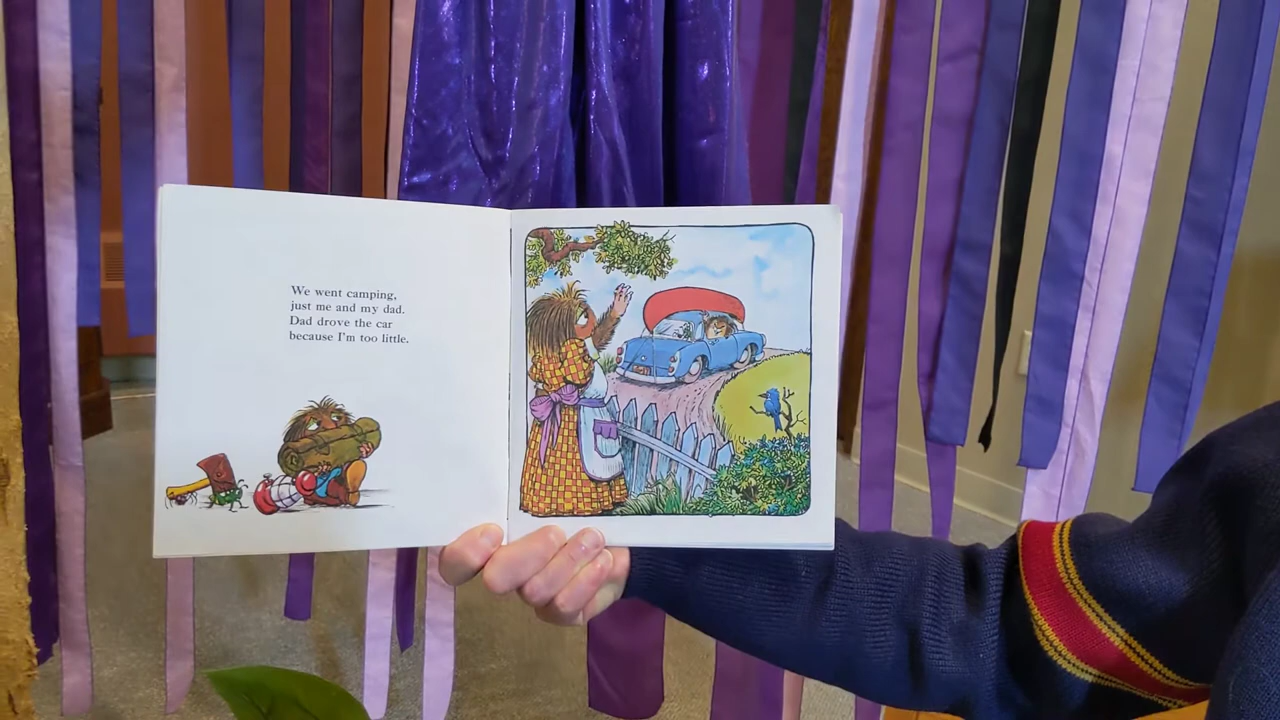 We went camping,
just me and my dad.
Dad drove the car
because I'm too little.